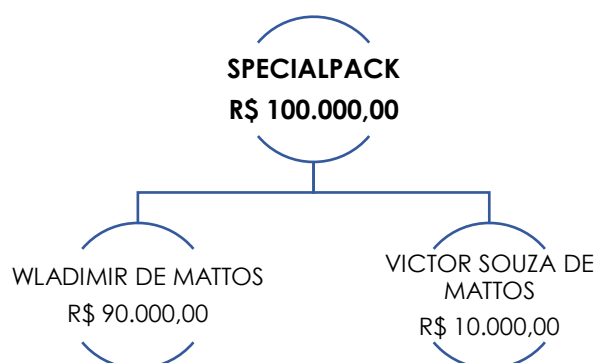 SPECIALPACK
R$ 100.000,00
WLADIMIR DE MATTOS
R$ 90.000,00
VICTOR SOUZA DE
MATTOS
R$ 10.000,00